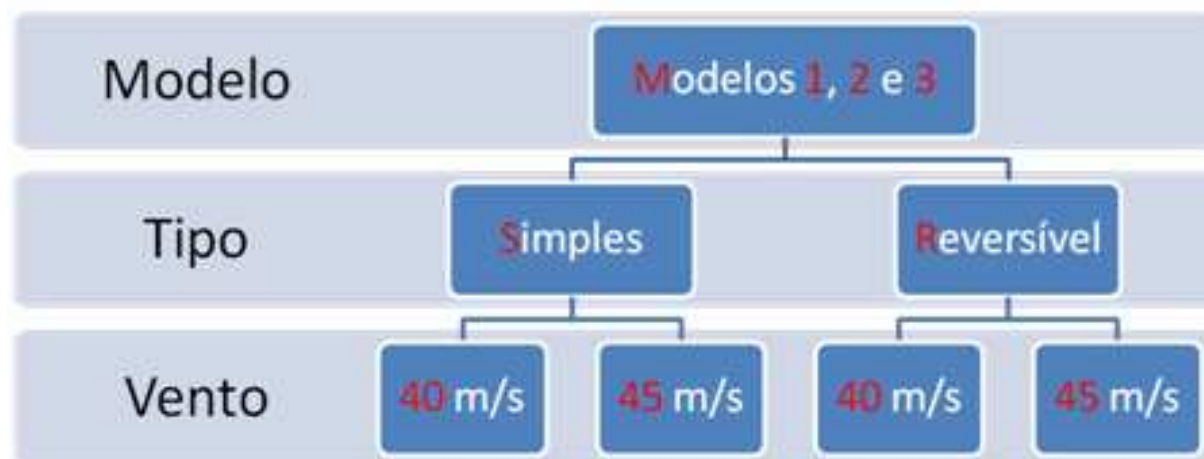 Modelo
Modelos 1, 2 e 3
Tipo
Simples
Reversível
Vento
40 m/s
45 m/s
40 m/s
45 m/s